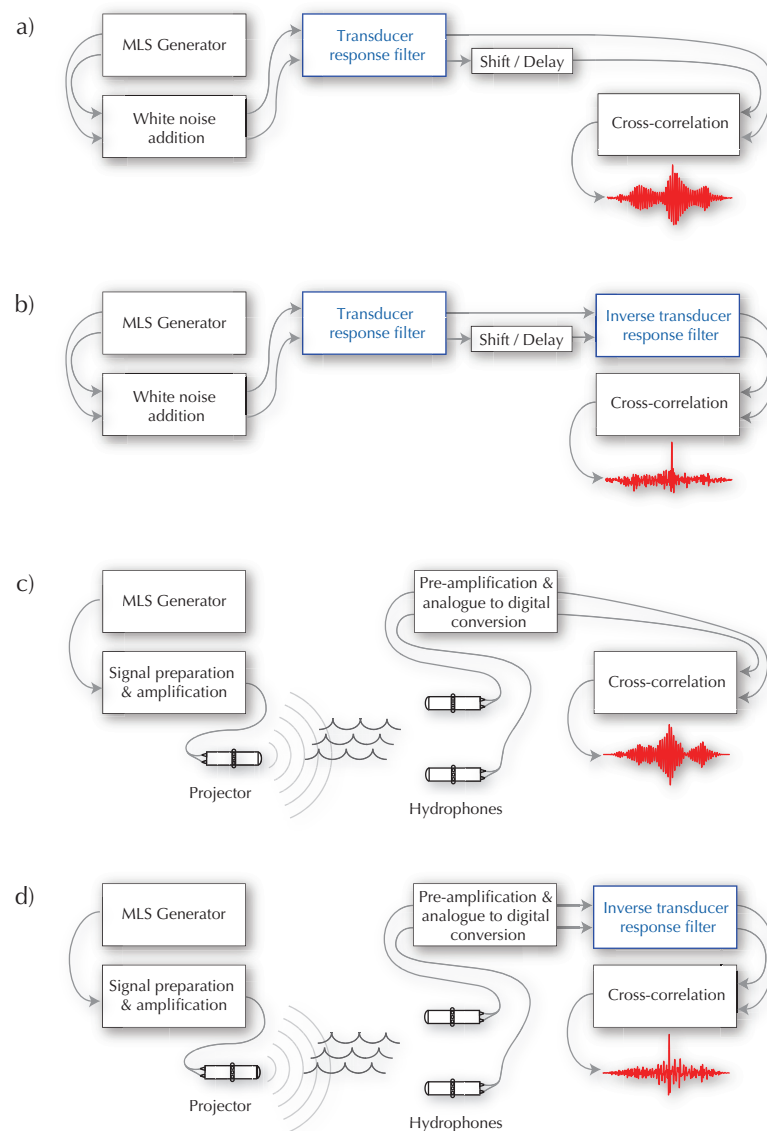 a)
MLS Generator
White noise
addition
Transducer
response filter
Shift / Delay
Cross-correlation
b)
MLS Generator
White noise
addition
Transducer
response filter
Shift / Delay
Inverse transducer
response filter
Cross-correlation
c)
MLS Generator
Signal preparation
& amplification
Projector
Pre-amplification &
analogue to digital
conversion
Hydrophones
Cross-correlation
d)
MLS Generator
Signal preparation
& amplification
Projector
Pre-amplification &
analogue to digital
conversion
Hydrophones
Inverse transducer
response filter
Cross-correlation